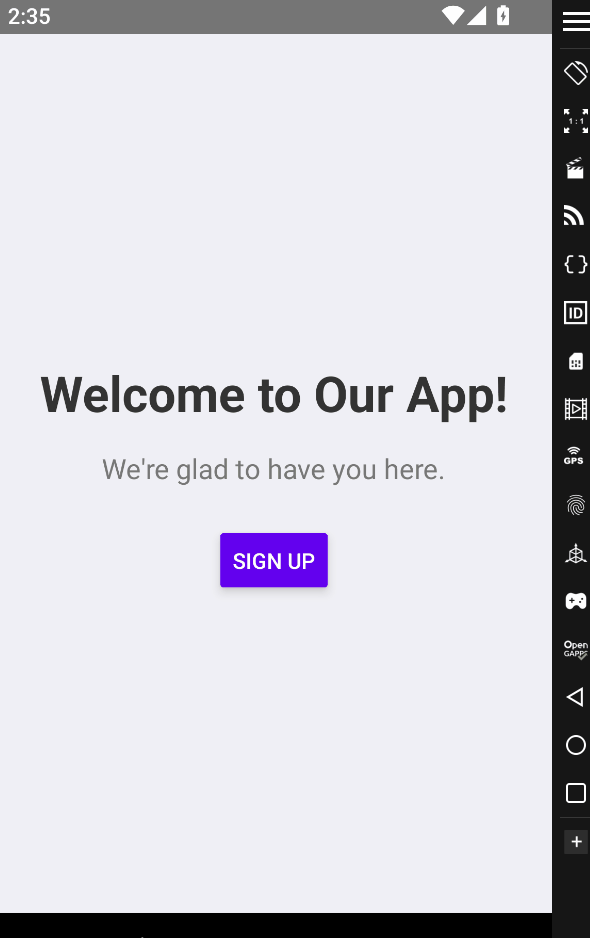 2:35
1:1
ID
GPS
Open
GAPPS
Welcome to Our App!
We're glad to have you here.
SIGN UP